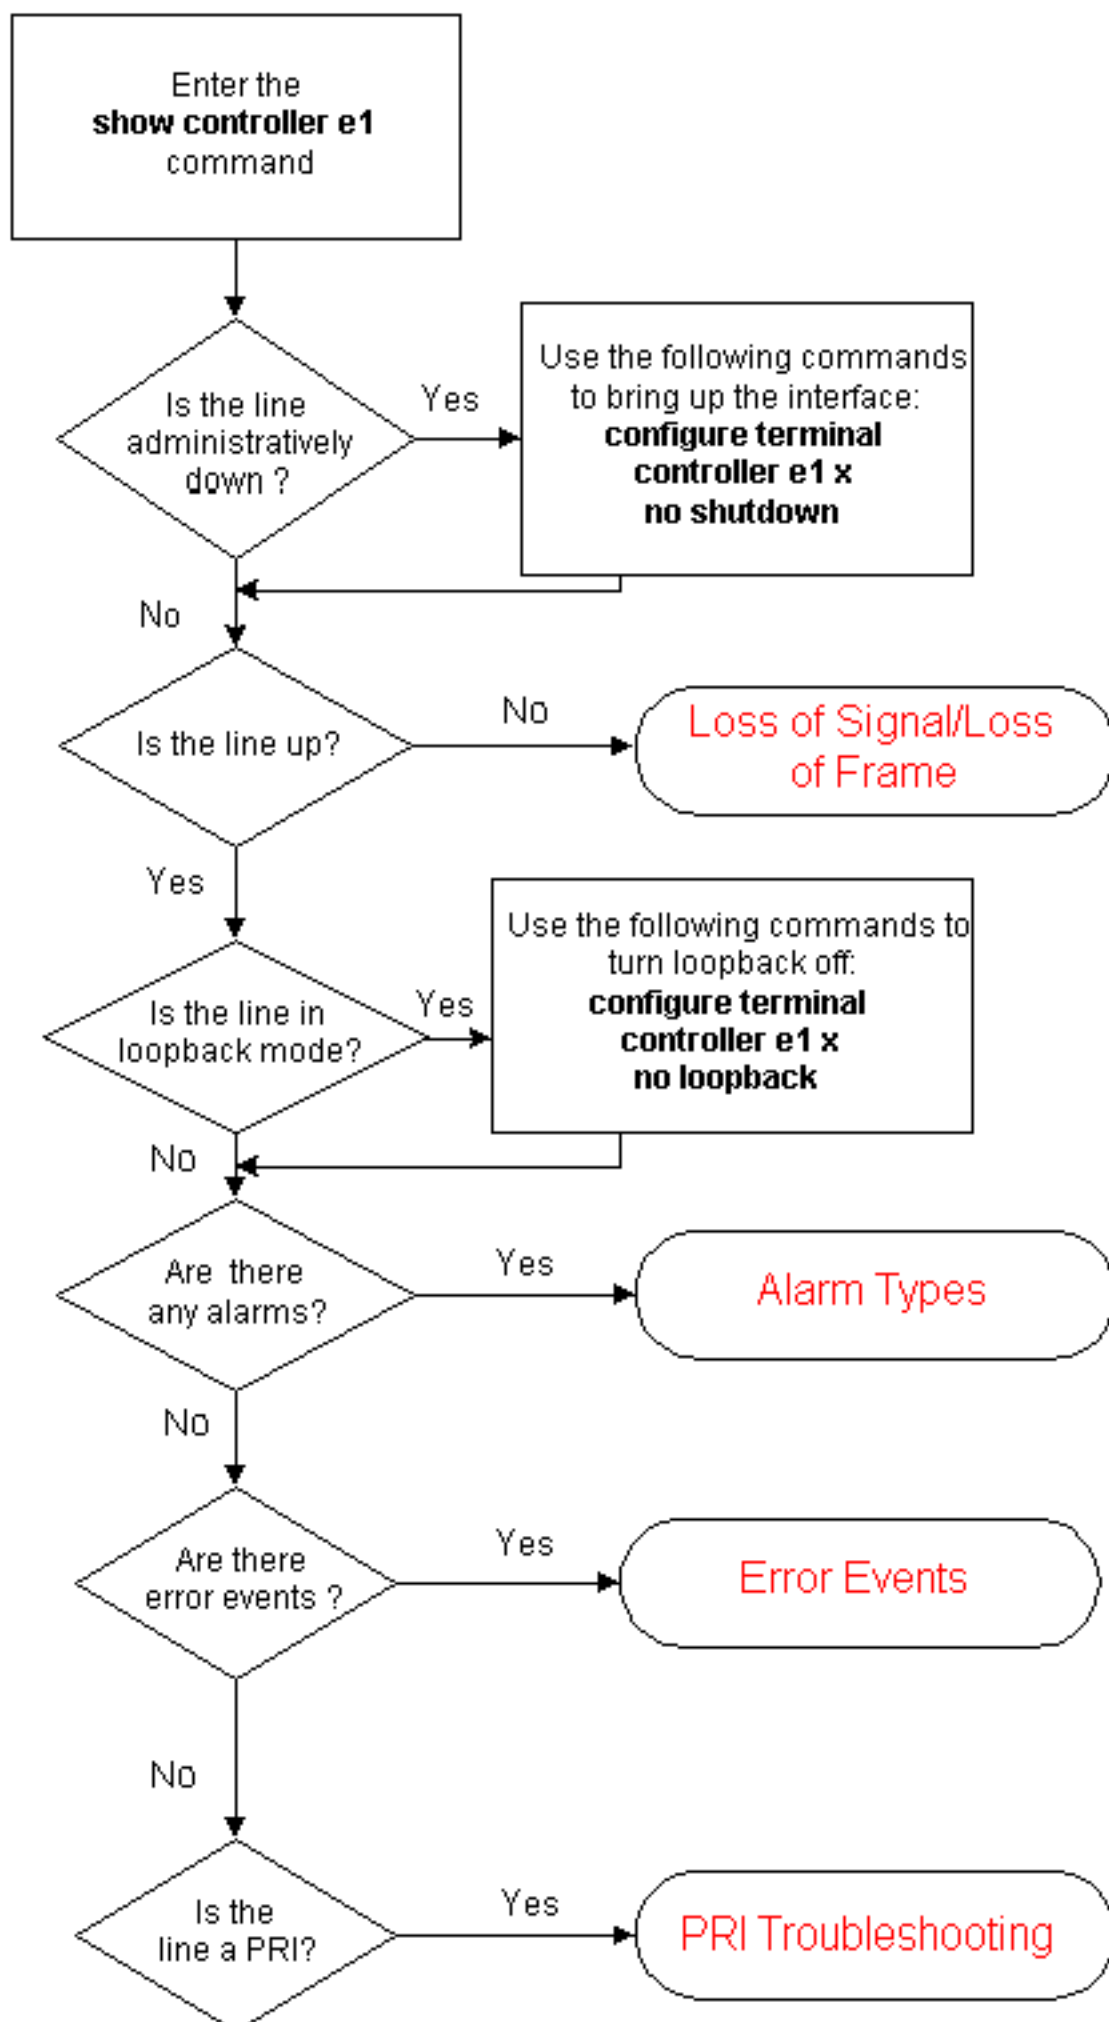 Enter the
show controller e1
command
Is the line
administratively
down ?
Yes
Use the following commands
to bring up the interface:
configure terminal
controller e1 x
no shutdown
No
Is the line up?
No
Loss of Signal/Loss
of Frame
Yes
Is the line in
loopback mode?
Yes
Use the following commands to
turn loopback off:
configure terminal
controller e1 x
no loopback
No
Are there
any alarms?
Yes
Alarm Types
No
Are there
error events ?
Yes
Error Events
No
Is the
line a PRI?
Yes
PRI Troubleshooting